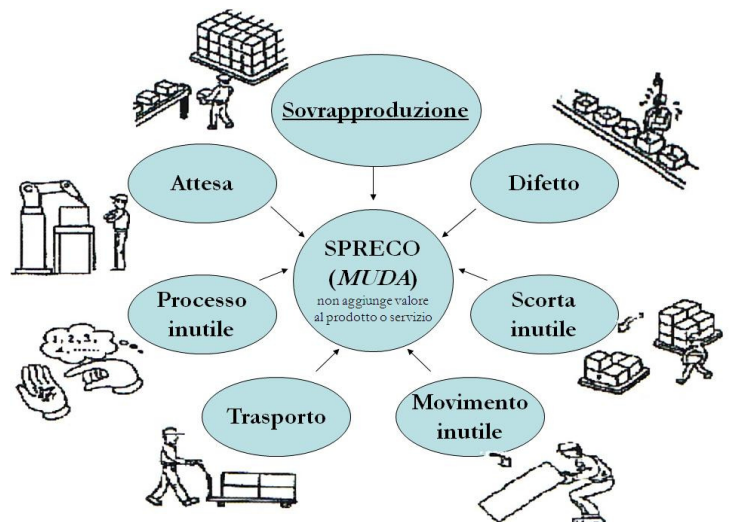 Sovrapproduzione
Attesa
Difetto
SPRECO
(MUDA)
non aggiunge valore
al prodotto o servizio
Processo
inutile
Scorta
inutile
1, 2, 3,
Trasporto
Movimento
inutile